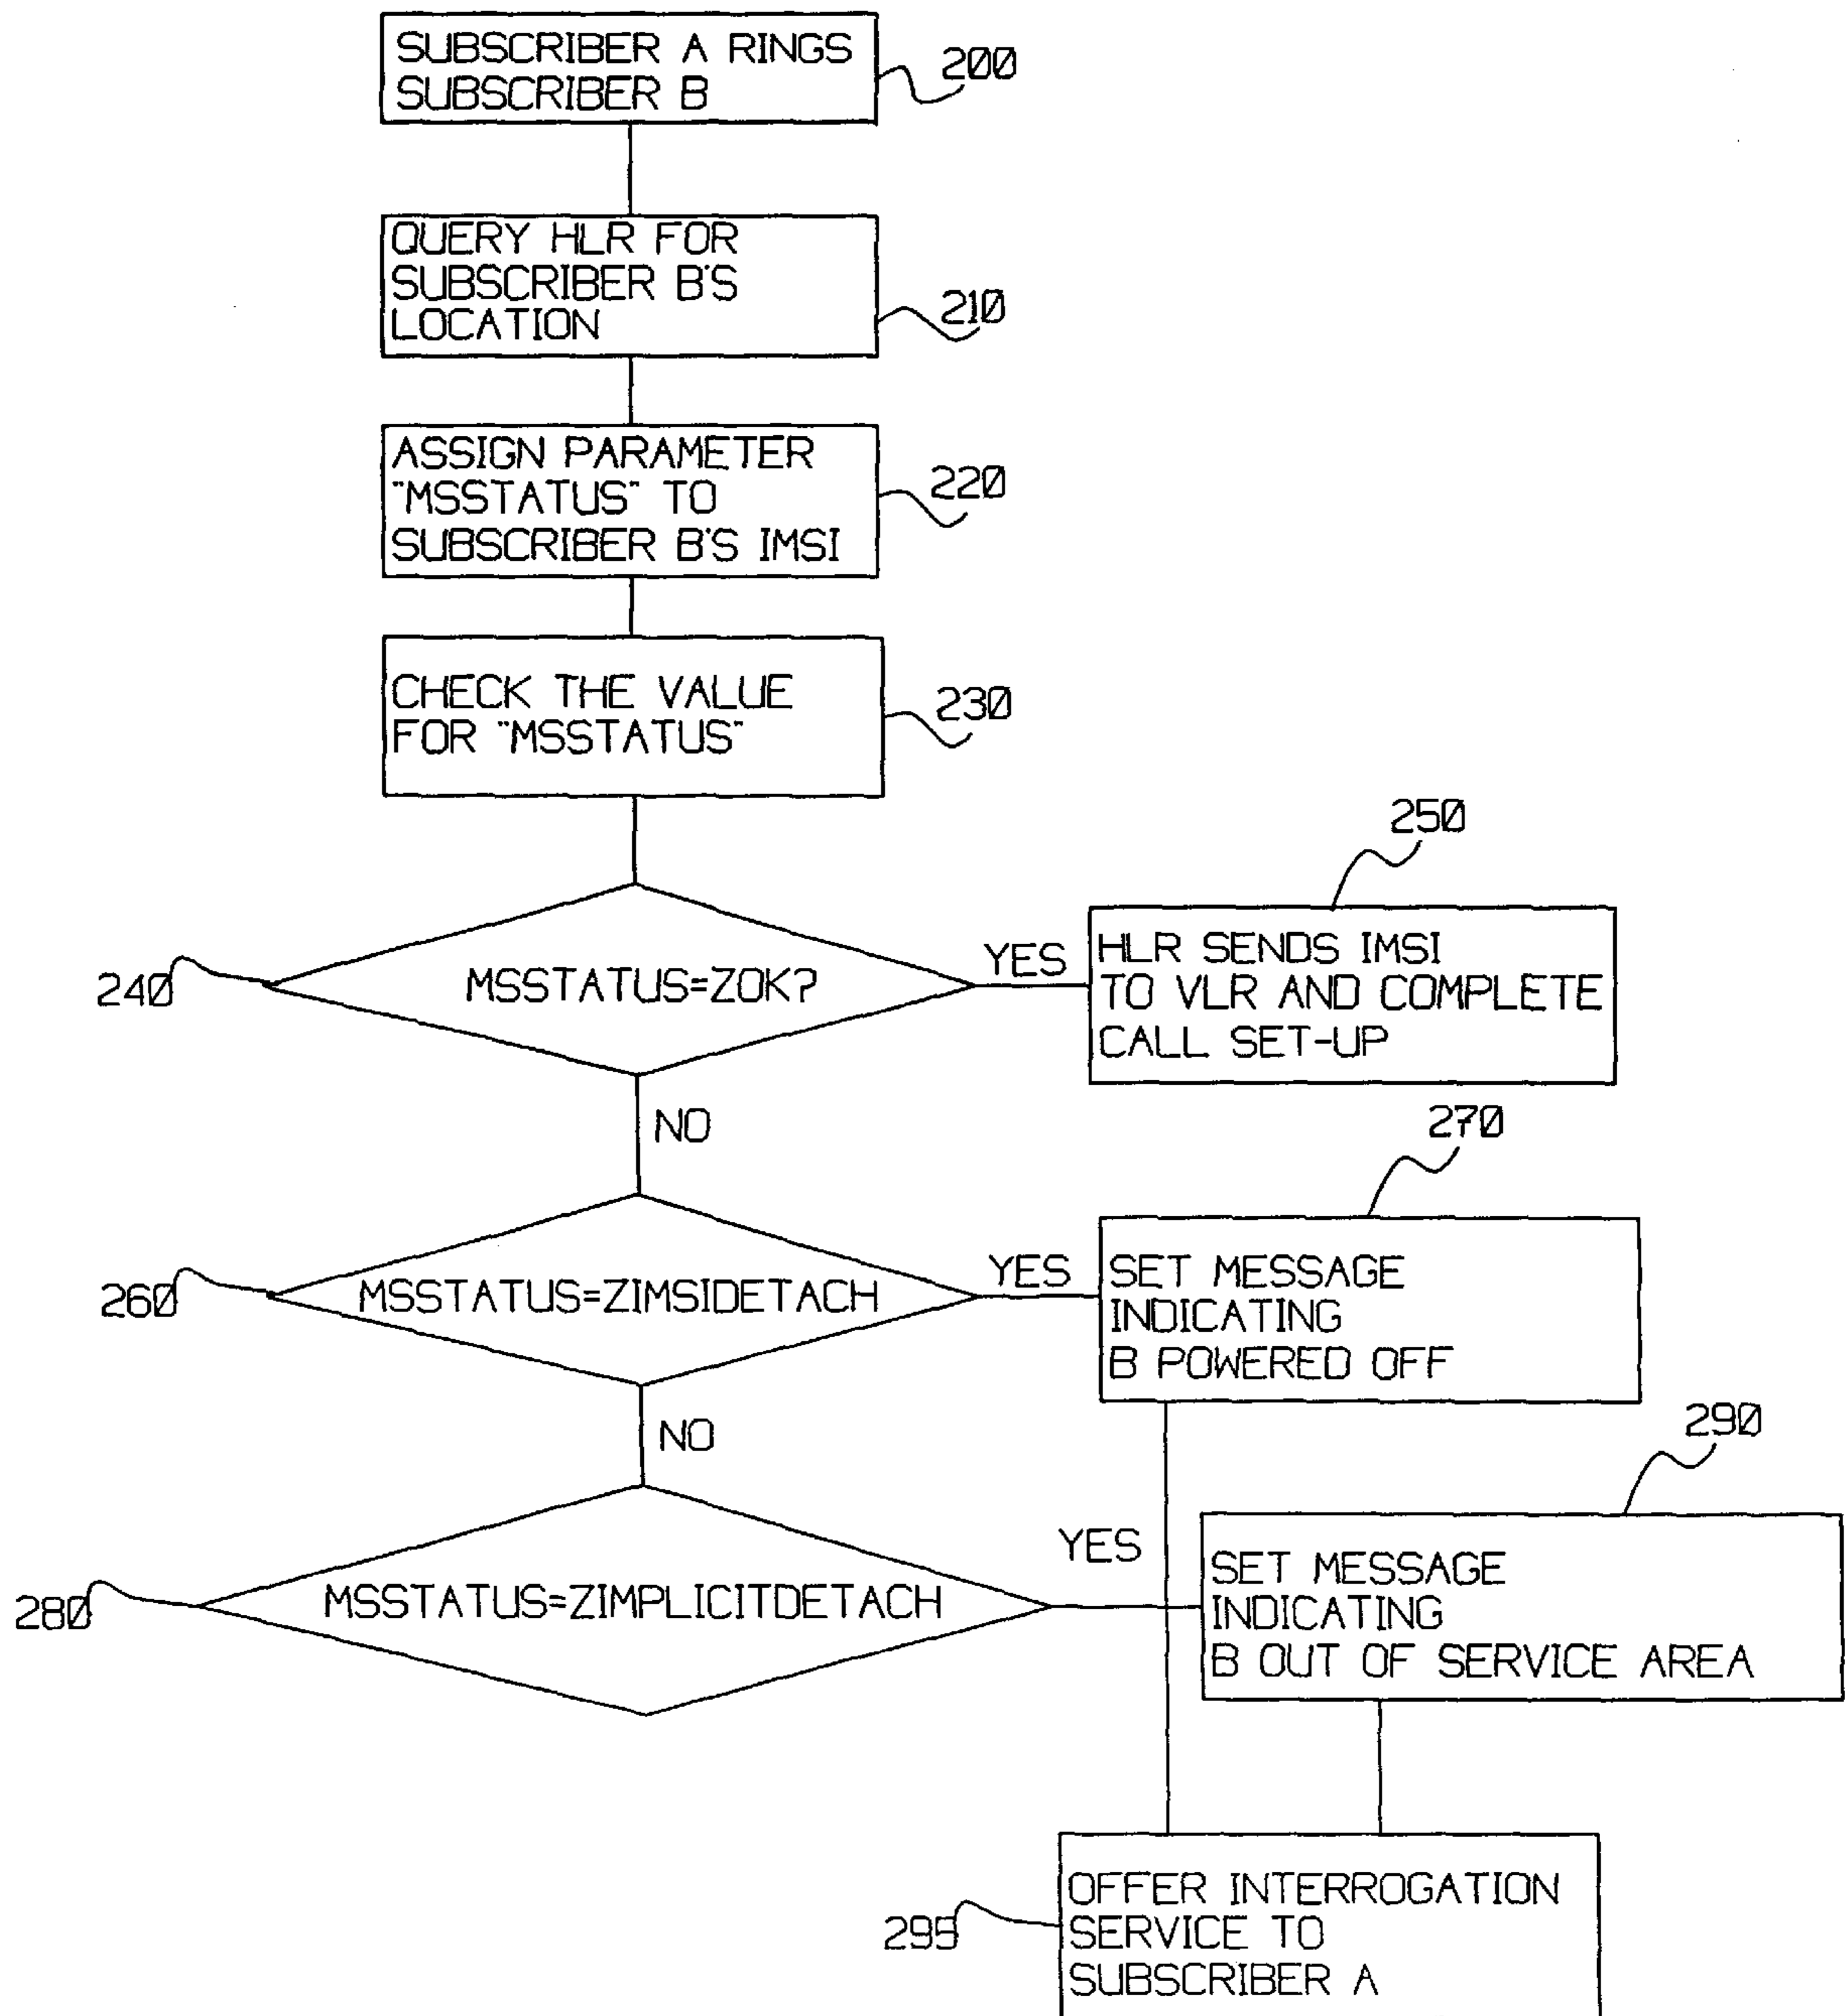 SUBSCRIBER A RINGS
SUBSCRIBER B
200
QUERY HLR FOR
SUBSCRIBER B'S
LOCATION
210
ASSIGN PARAMETER
"MSSTATUS" TO
SUBSCRIBER B'S IMSI
220
CHECK THE VALUE
FOR "MSSTATUS"
230
240
MSSTATUS=ZOK?
YES
250
HLR SENDS IMSI
TO VLR AND COMPLETE
CALL SET-UP
NO
260
MSSTATUS=ZIMSIDETACH
YES
270
SET MESSAGE
INDICATING
B POWERED OFF
NO
280
MSSTATUS=ZIMPLICITDETACH
YES
290
SET MESSAGE
INDICATING
B OUT OF SERVICE AREA
295
OFFER INTERROGATION
SERVICE TO
SUBSCRIBER A